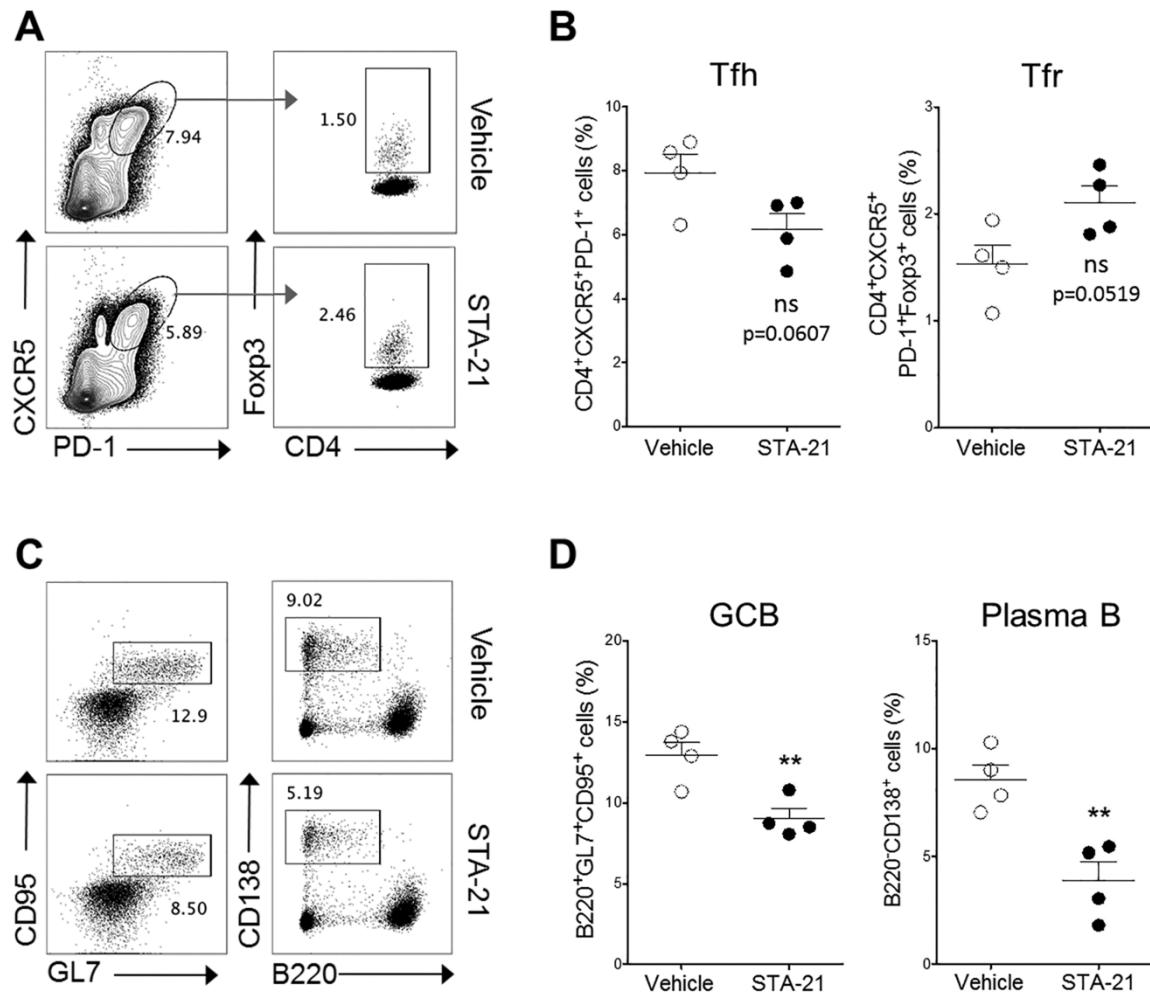 A
7.94
1.50
Vehicle
5.89
2.46
STA-21
CXCR5
Foxp3
PD-1
CD4
B
Tfh
CD4⁺CXCR5⁺PD-1⁺ cells (%)
10
8
6
4
2
0
ns
p=0.0607
Vehicle
STA-21
Tfr
CD4⁺CXCR5⁺
PD-1⁺Foxp3⁺ cells (%)
3
2
1
0
ns
p=0.0519
Vehicle
STA-21
C
12.9
9.02
Vehicle
8.50
5.19
STA-21
CD95
CD138
GL7
B220
D
GCB
B220⁺GL7⁺CD95⁺ cells (%)
20
15
10
5
0
**
Vehicle
STA-21
Plasma B
B220⁻CD138⁺ cells (%)
15
10
5
0
**
Vehicle
STA-21